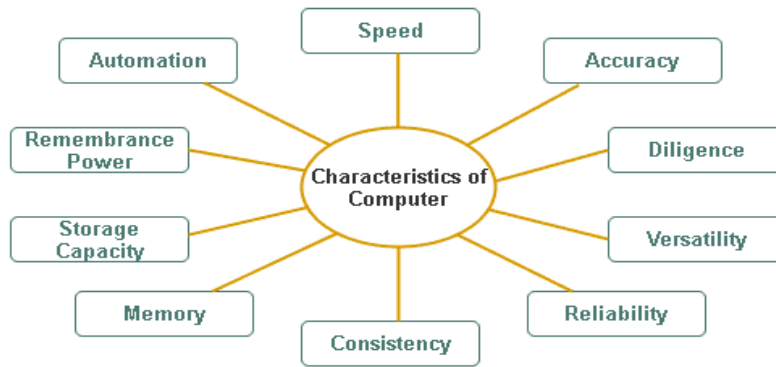 Speed
Automation
Accuracy
Remembrance
Power
Diligence
Characteristics of
Computer
Storage
Capacity
Versatility
Memory
Reliability
Consistency